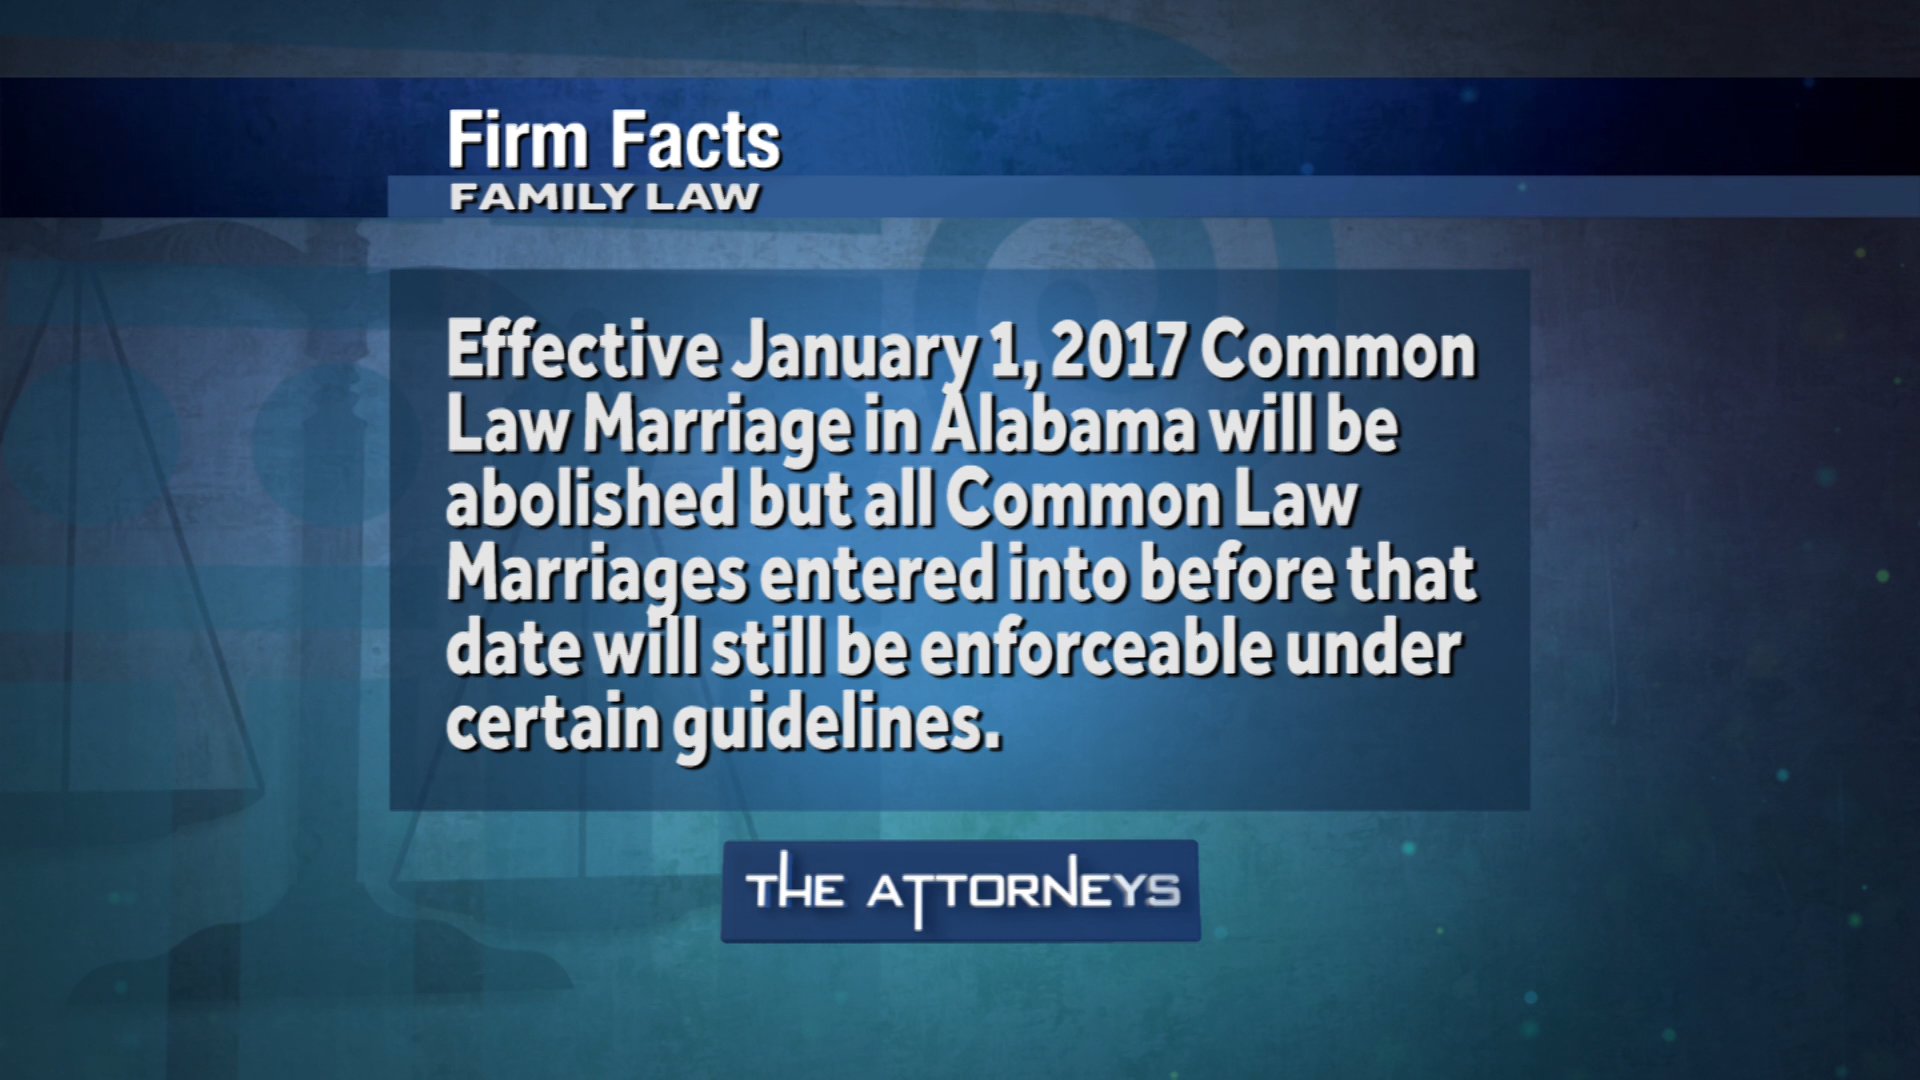 Firm Facts
FAMILY LAW
Effective January 1, 2017 Common
Law Marriage in Alabama will be
abolished but all Common Law
Marriages entered into before that
date will still be enforceable under
certain guidelines.
THE ATTORNEYS